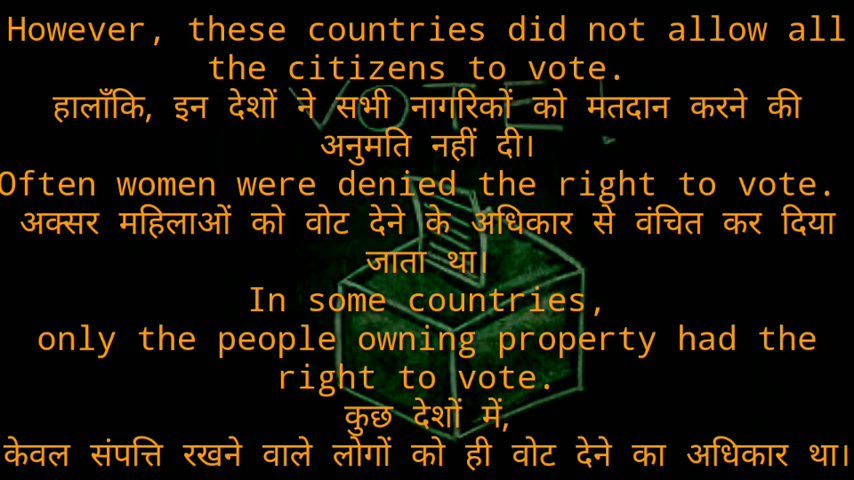 VOTE!
However, these countries did not allow all
the citizens to vote.
हालाँकि, इन देशों ने सभी नागरिकों को मतदान करने की
अनुमति नहीं दी।
Often women were denied the right to vote.
अक्सर महिलाओं को वोट देने के अधिकार से वंचित कर दिया
जाता था।
In some countries,
only the people owning property had the
right to vote.
कुछ देशों में,
केवल संपत्ति रखने वाले लोगों को ही वोट देने का अधिकार था।